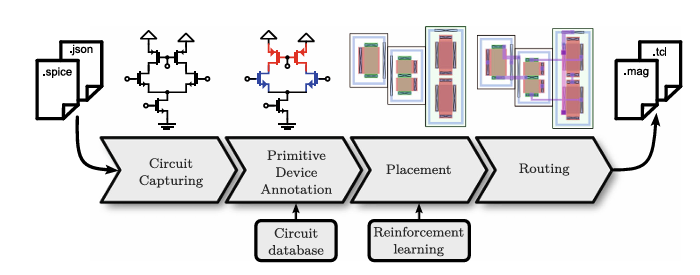 .json
.spice
.tcl
.mag
Circuit
Capturing
Primitive
Device
Annotation
Placement
Routing
Circuit
database
Reinforcement
learning